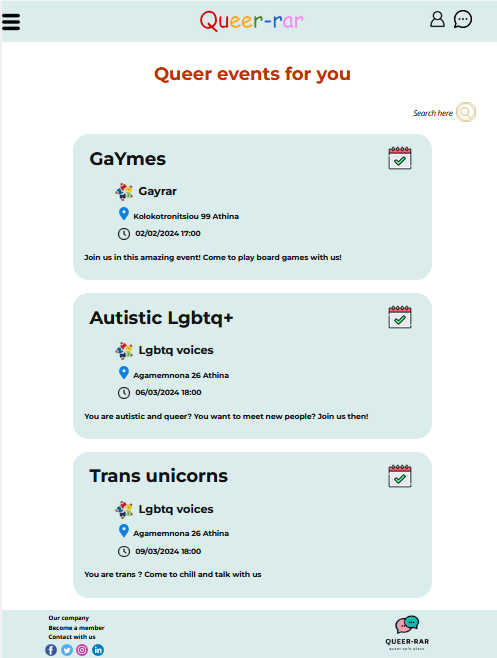 Queer-rar
Queer events for you
Search here
GaYmes
Gayrar
Kolokotronitsiou 99 Athina
02/02/2024 17:00
Join us in this amazing event! Come to play board games with us!
Autistic Lgbtq+
Lgbtq voices
Agamemnona 26 Athina
06/03/2024 18:00
You are autistic and queer? You want to meet new people? Join us then!
Trans unicorns
Lgbtq voices
Agamemnona 26 Athina
09/03/2024 18:00
You are trans ? Come to chill and talk with us
Our company
Become a member
Contact with us
QUEER-RAR
queer safe place